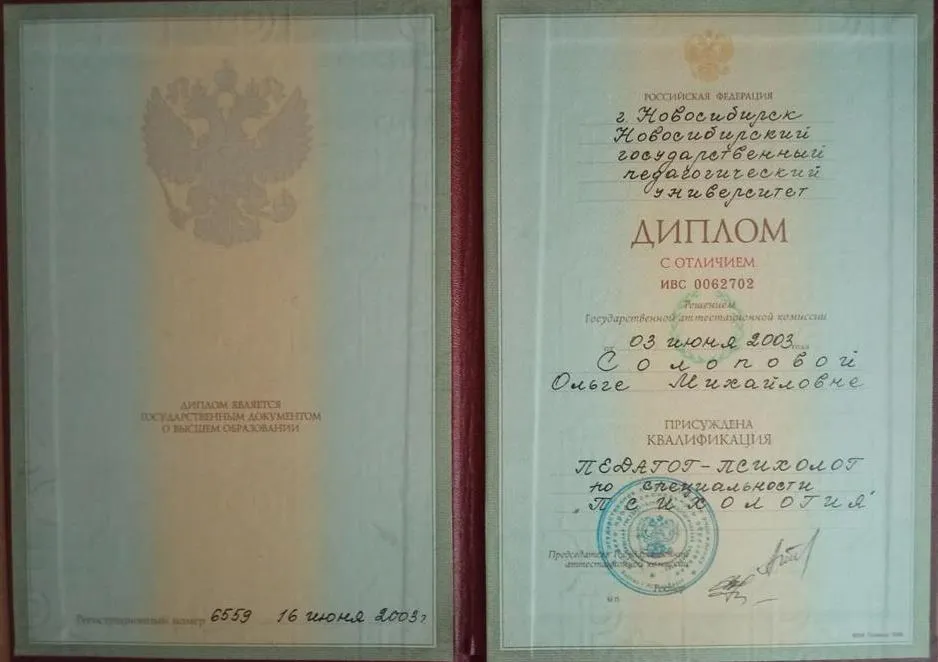 ДИПЛОМ ЯВЛЯЕТСЯ
ГОСУДАРСТВЕННЫМ ДОКУМЕНТОМ
О ВЫСШЕМ ОБРАЗОВАНИИ
Регистрационный номер 6559 16 июня 2003г
РОССИЙСКАЯ ФЕДЕРАЦИЯ
г. Новосибирск
Новосибирский
государственный
педагогический
университет
ДИПЛОМ
С ОТЛИЧИЕМ
ИВС 0062702
Решением
Государственной аттестационной комиссии
от 03 июня 2003 года
Солоповой
Ольге Михайловне
ПРИСУЖДЕНА
КВАЛИФИКАЦИЯ
ПЕДАГОГ-ПСИХОЛОГ
по специальности
"ПСИХОЛОГИЯ"
Председатель Государственной
аттестационной комиссии
Ректор
М.П.